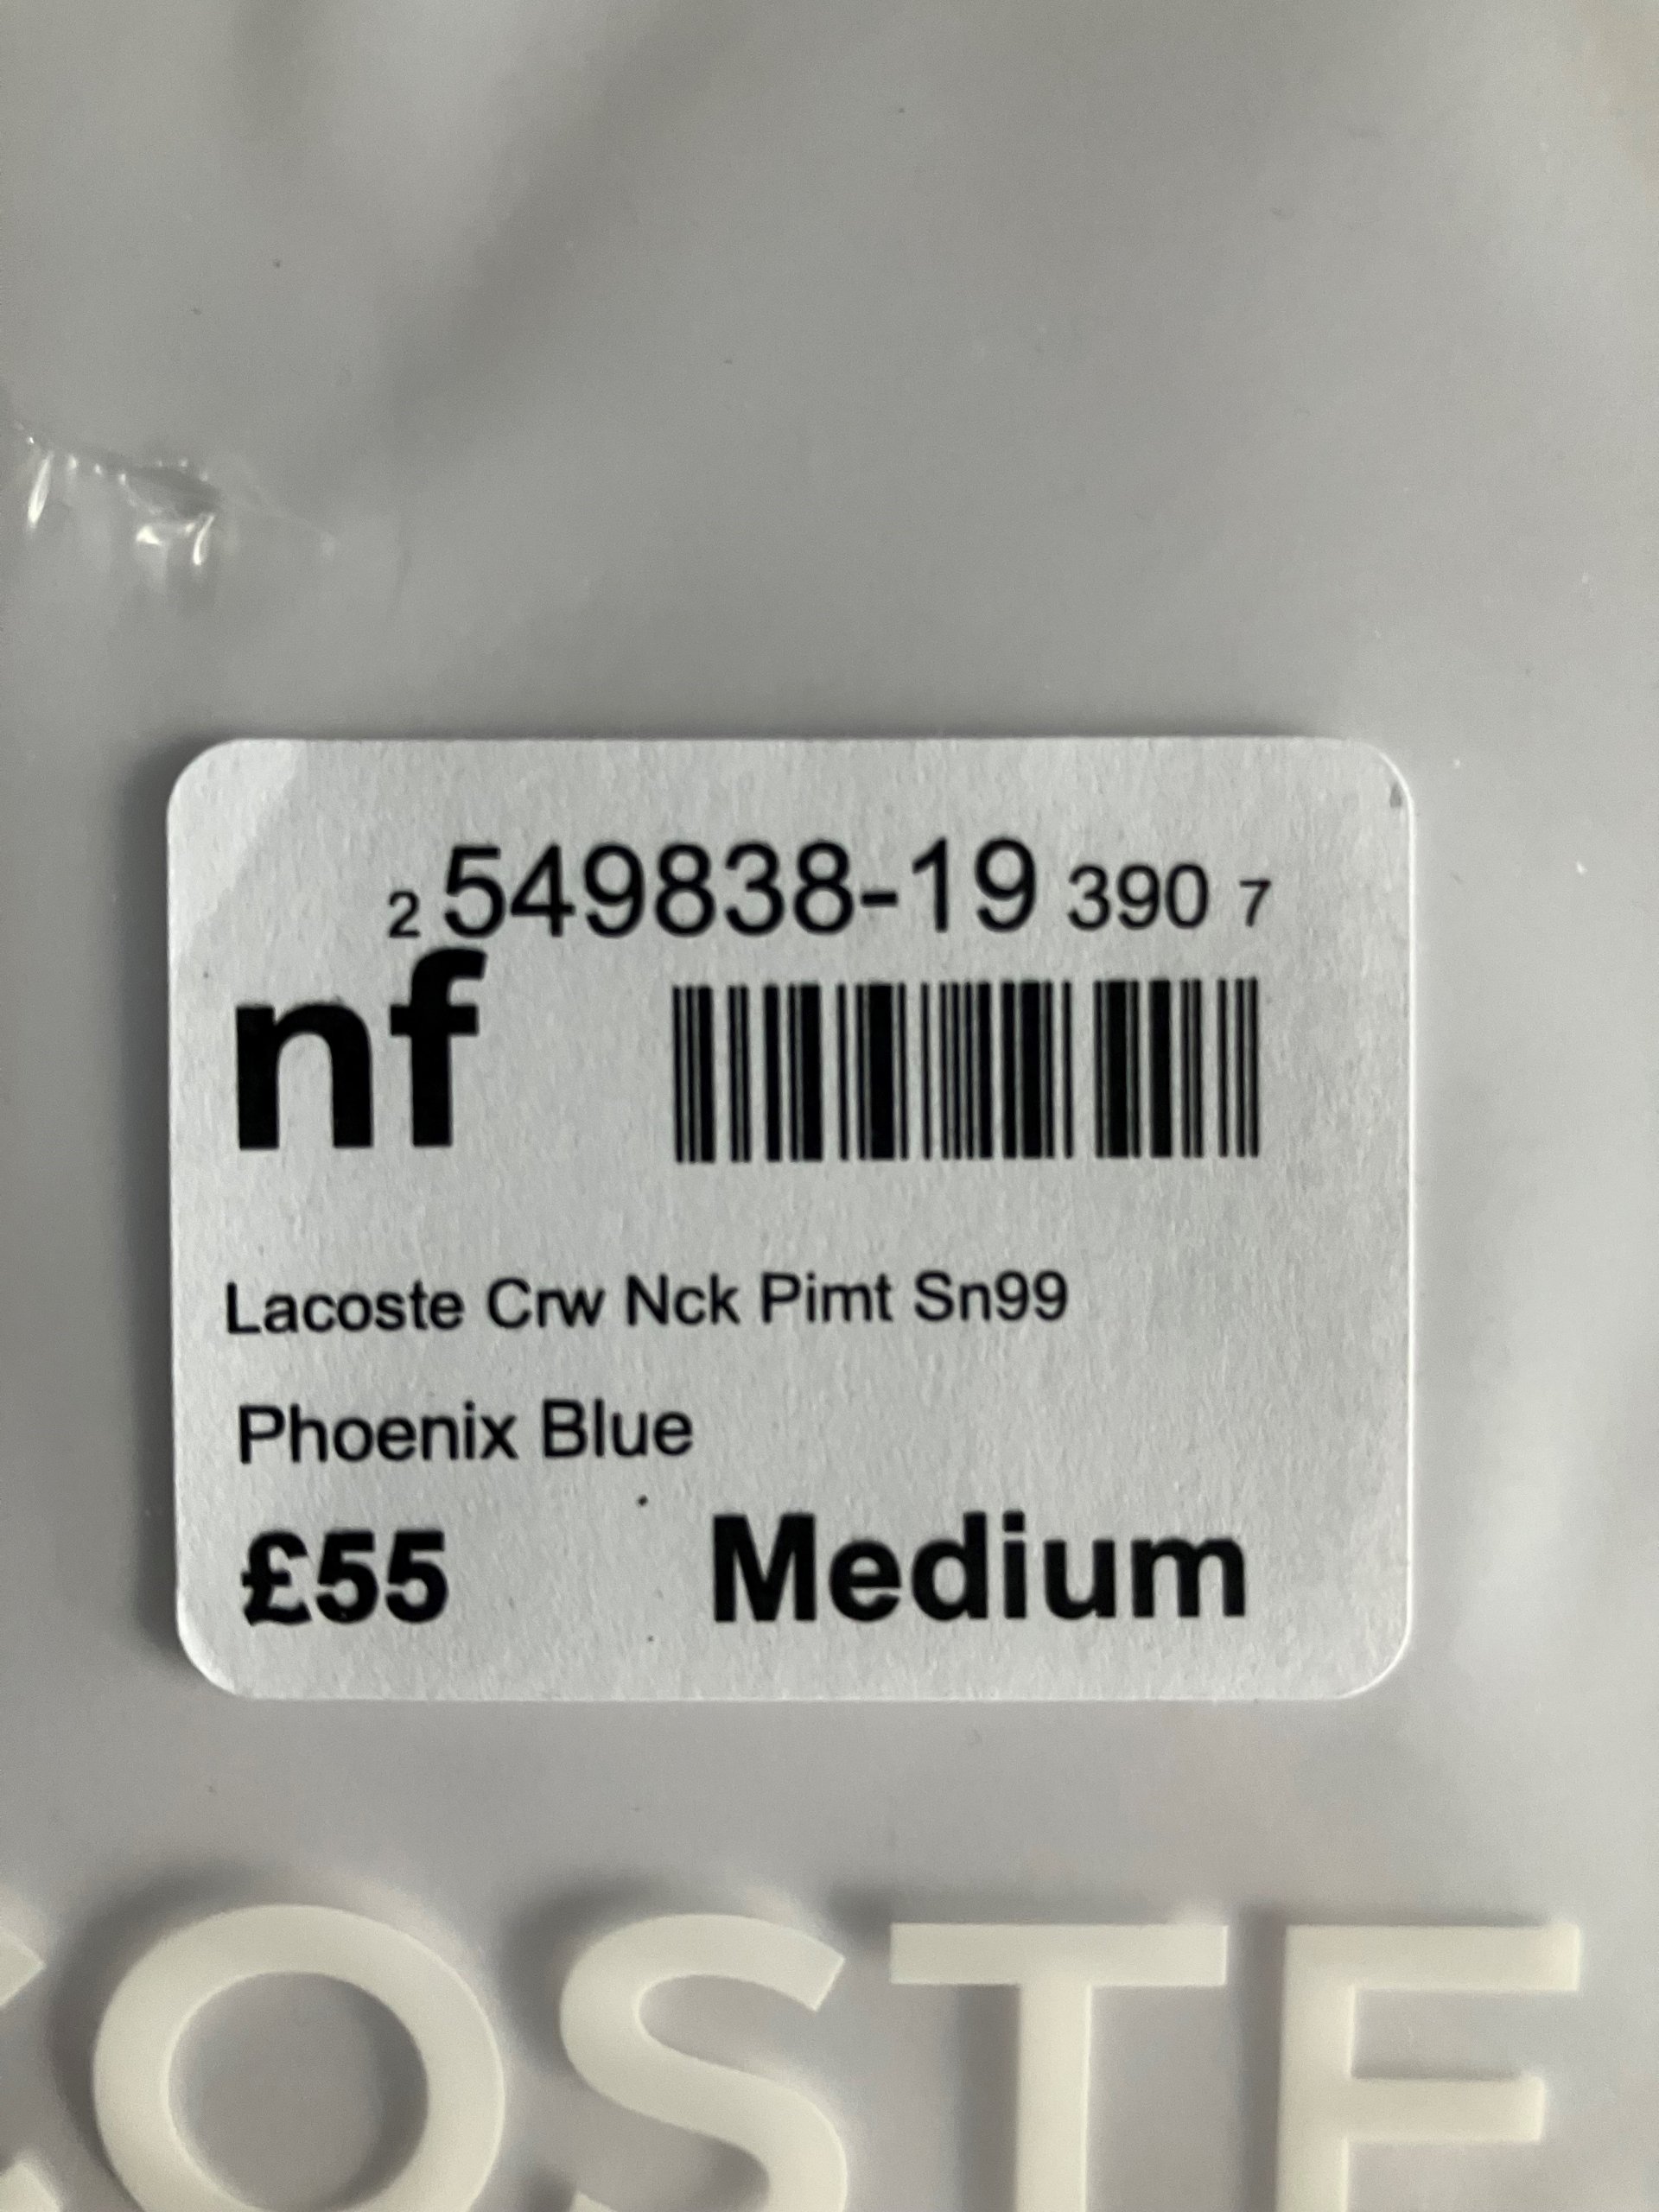 2 549838-19 390 7
nf
Lacoste Crw Nck Pimt Sn99
Phoenix Blue
£55 Medium
COSTE